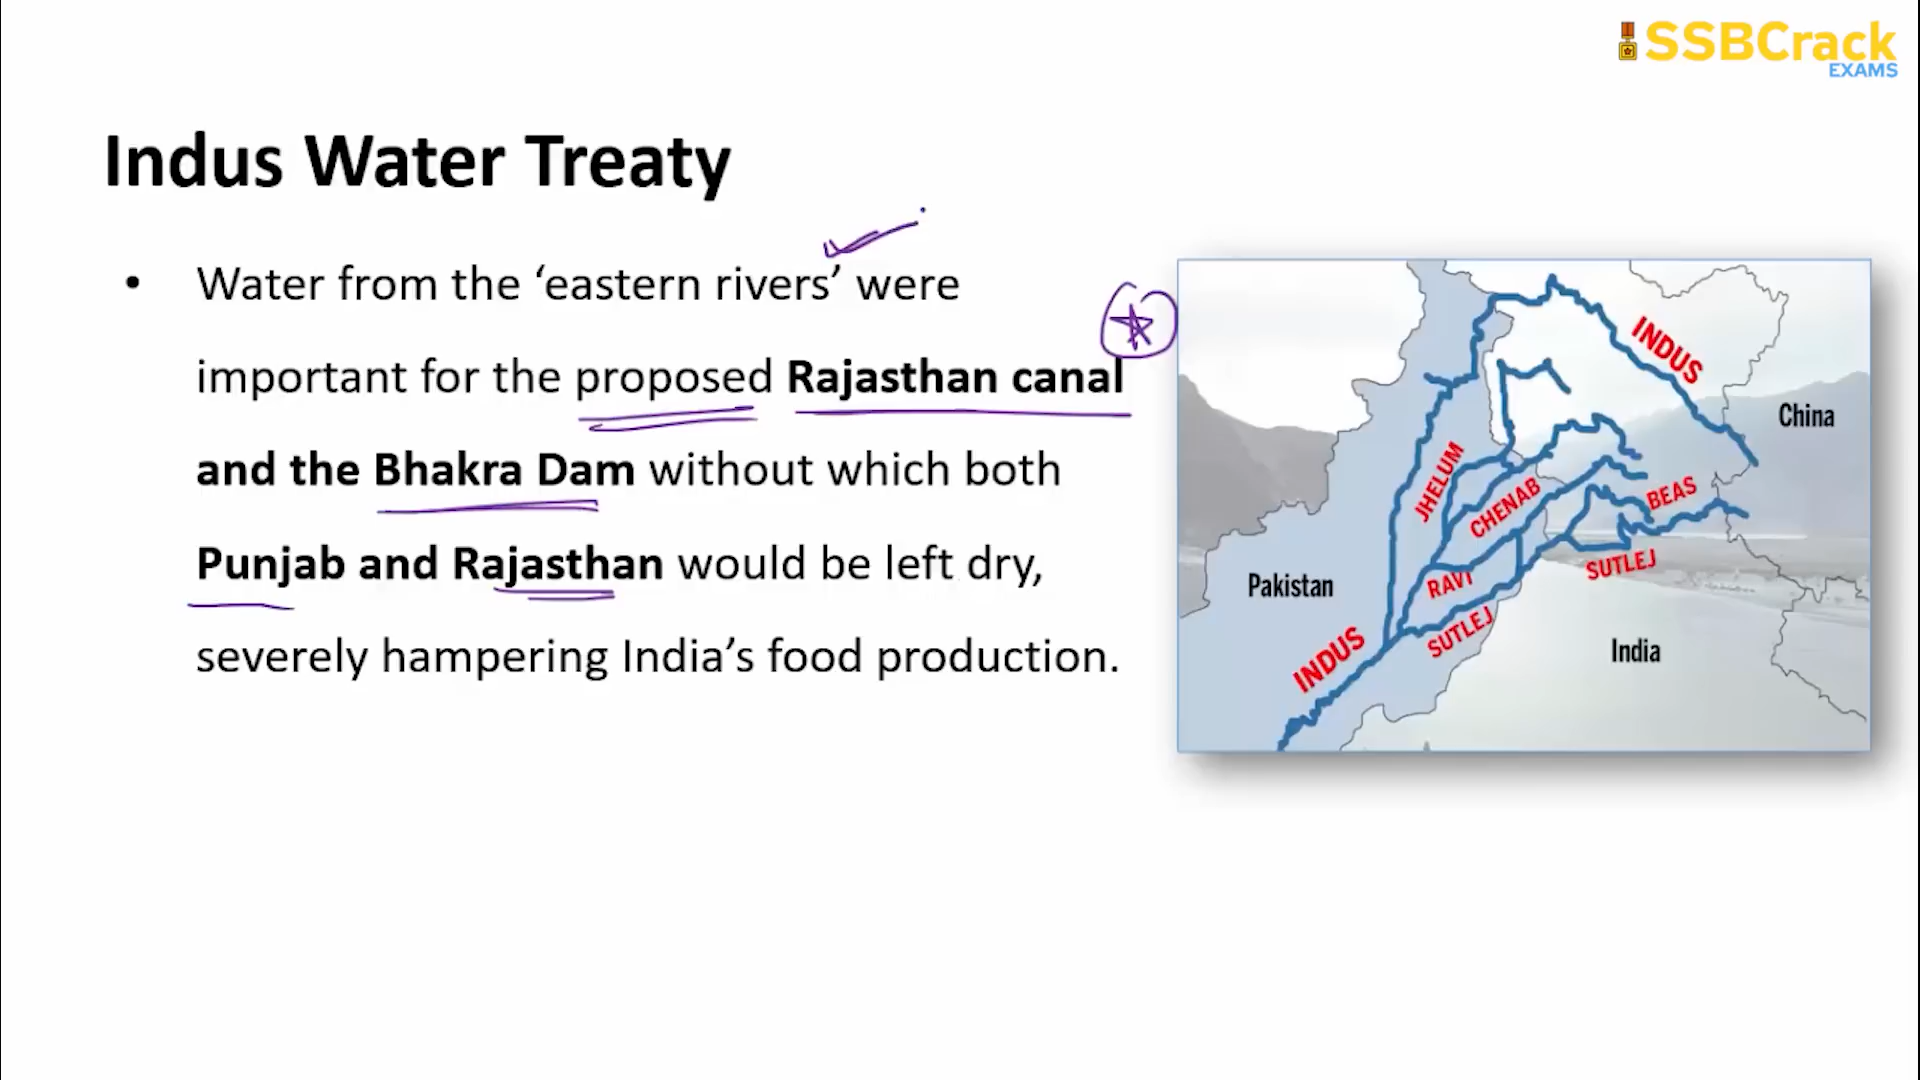 SSBCrack
EXAMS
Indus Water Treaty
• Water from the ‘eastern rivers’ were
important for the proposed Rajasthan canal
and the Bhakra Dam without which both
Punjab and Rajasthan would be left dry,
severely hampering India’s food production.
INDUS
China
JHELUM
CHENAB
BEAS
Pakistan
RAVI
SUTLEJ
SUTLEJ
INDUS
India